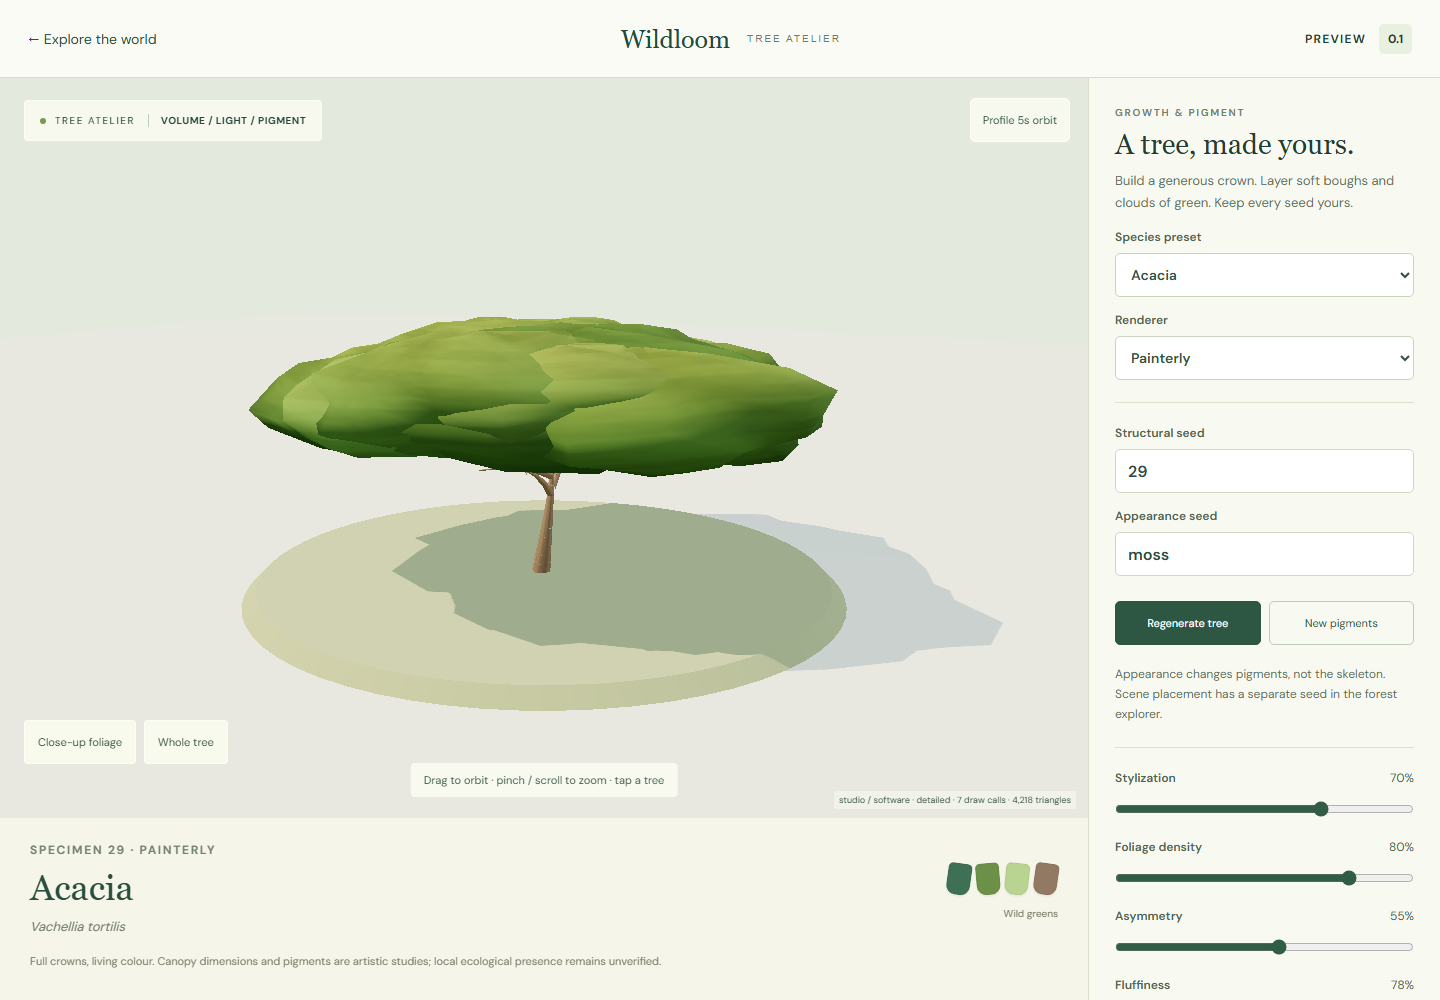 ← Explore the world
Wildloom TREE ATELIER
PREVIEW 0.1
TREE ATELIER VOLUME / LIGHT / PIGMENT
Profile 5s orbit
Close-up foliage
Whole tree
Drag to orbit · pinch / scroll to zoom · tap a tree
studio / software · detailed · 7 draw calls · 4,218 triangles
SPECIMEN 29 · PAINTERLY
Acacia
Vachellia tortilis
Full crowns, living colour. Canopy dimensions and pigments are artistic studies; local ecological presence remains unverified.
Wild greens
GROWTH & PIGMENT
A tree, made yours.
Build a generous crown. Layer soft boughs and
clouds of green. Keep every seed yours.
Species preset
Acacia
Renderer
Painterly
Structural seed
29
Appearance seed
moss
Regenerate tree
New pigments
Appearance changes pigments, not the skeleton.
Scene placement has a separate seed in the forest
explorer.
Stylization 70%
Foliage density 80%
Asymmetry 55%
Fluffiness 78%